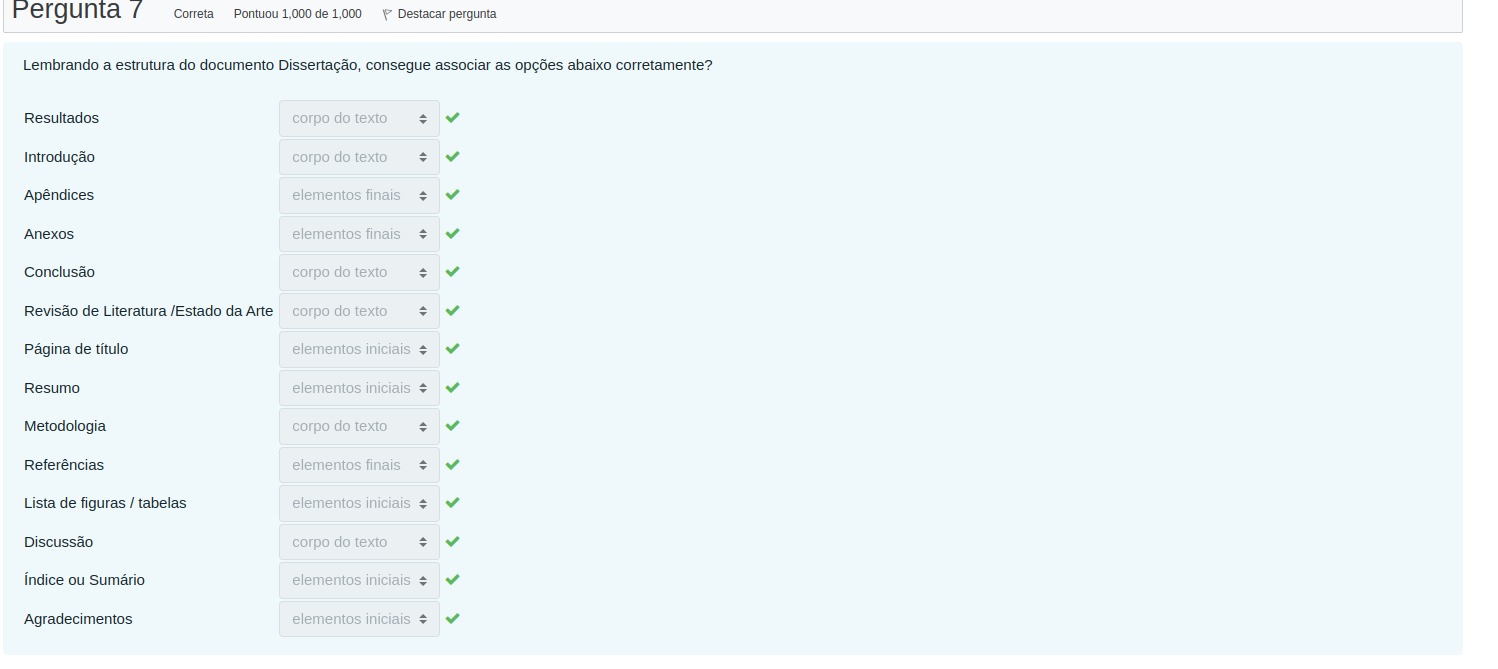 Pergunta 7 Correta Pontuou 1,000 de 1,000 Destacar pergunta
Lembrando a estrutura do documento Dissertação, consegue associar as opções abaixo corretamente?
Resultados corpo do texto
Introdução corpo do texto
Apêndices elementos finais
Anexos elementos finais
Conclusão corpo do texto
Revisão de Literatura /Estado da Arte corpo do texto
Página de título elementos iniciais
Resumo elementos iniciais
Metodologia corpo do texto
Referências elementos finais
Lista de figuras / tabelas elementos iniciais
Discussão corpo do texto
Índice ou Sumário elementos iniciais
Agradecimentos elementos iniciais